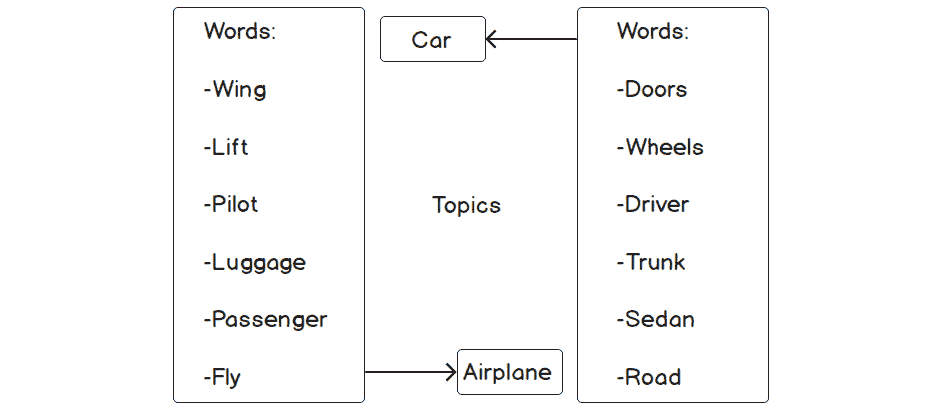 Words:
-Wing
-Lift
-Pilot
-Luggage
-Passenger
-Fly
Car
Topics
Airplane
Words:
-Doors
-Wheels
-Driver
-Trunk
-Sedan
-Road